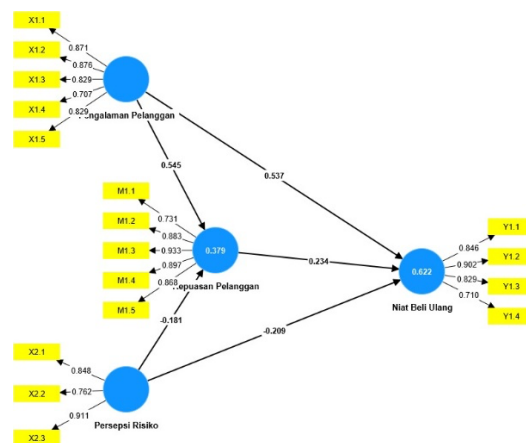 X1.1
X1.2
X1.3
X1.4
X1.5
0.871
0.876
0.829
0.707
0.829
Pengalaman Pelanggan
0.545
0.537
M1.1
M1.2
M1.3
M1.4
M1.5
0.731
0.883
0.933
0.897
0.868
0.379
Kepuasan Pelanggan
0.234
-0.181
-0.209
Y1.1
Y1.2
Y1.3
Y1.4
0.846
0.902
0.829
0.710
0.622
Niat Beli Ulang
X2.1
X2.2
X2.3
0.848
0.762
0.911
Persepsi Risiko